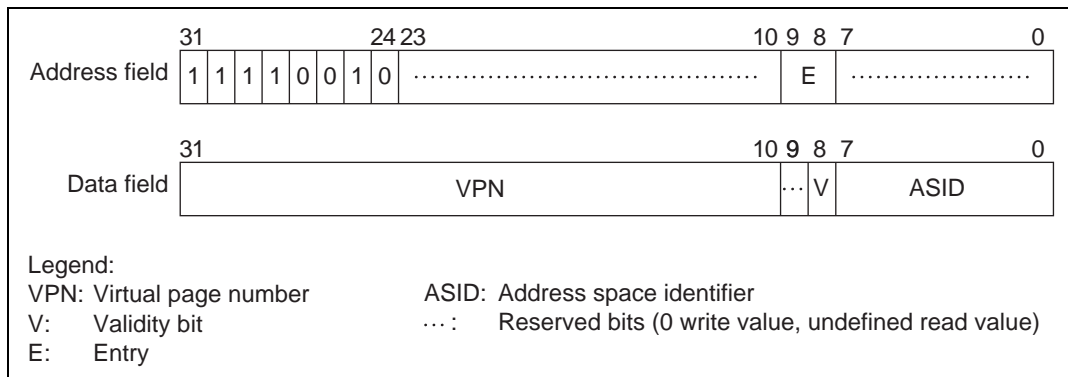 31 24 23 10 9 8 7 0
Address field 1 1 1 1 0 0 1 0 ⋯ E ⋯
31 10 9 8 7 0
Data field VPN ⋯ V ASID
Legend:
VPN: Virtual page number ASID: Address space identifier
V: Validity bit ⋯ : Reserved bits (0 write value, undefined read value)
E: Entry